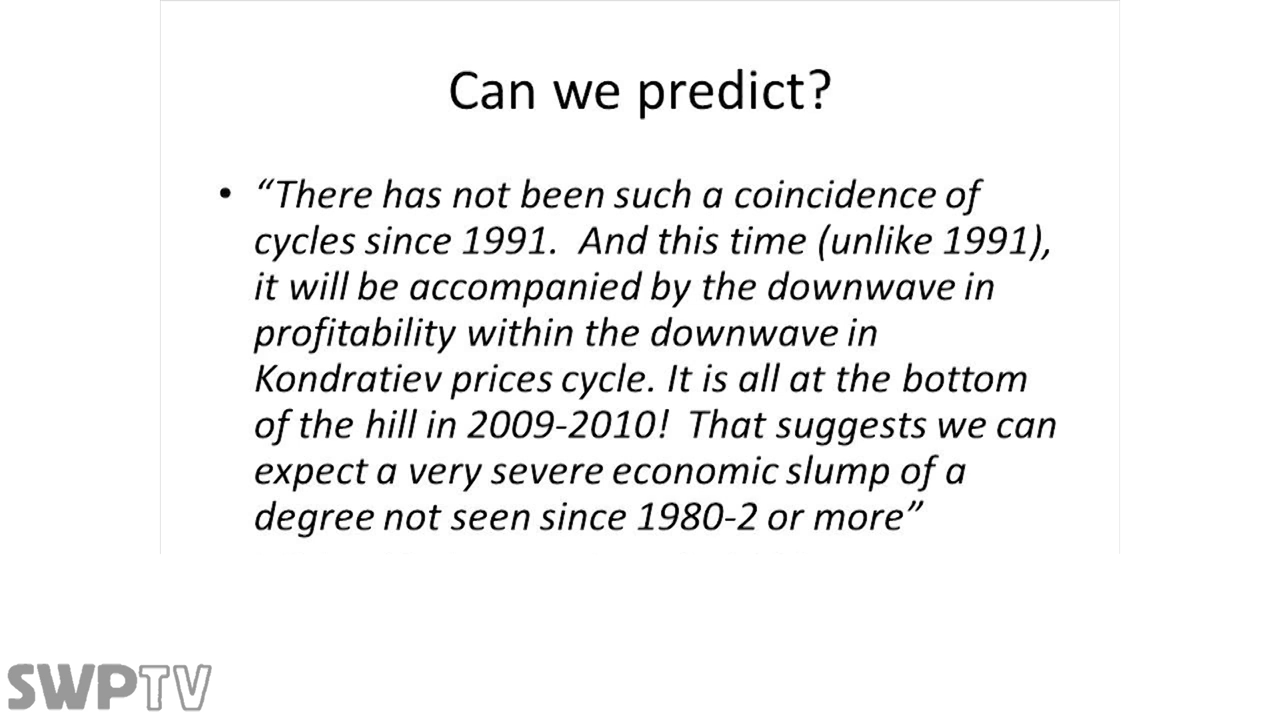 Can we predict?
• “There has not been such a coincidence of
cycles since 1991.  And this time (unlike 1991),
it will be accompanied by the downwave in
profitability within the downwave in
Kondratiev prices cycle. It is all at the bottom
of the hill in 2009-2010!  That suggests we can
expect a very severe economic slump of a
degree not seen since 1980-2 or more”
SWPTV